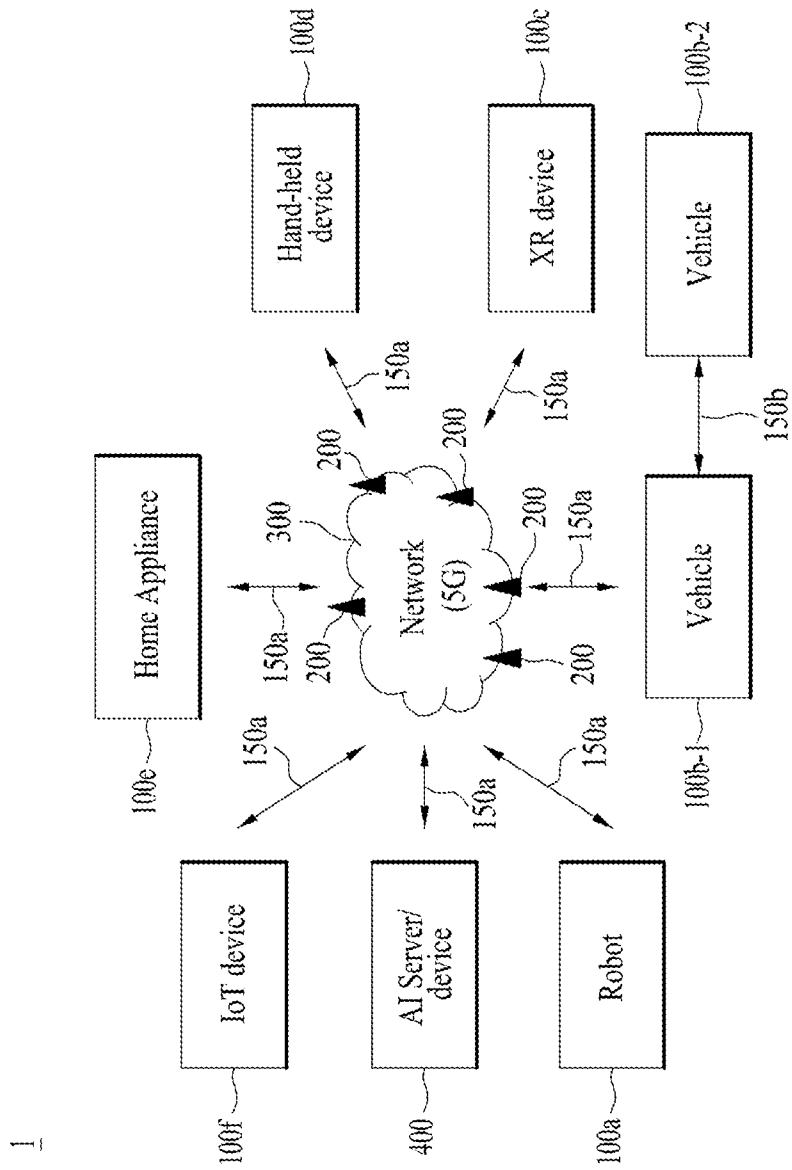 1
100f
IoT device
150a
100e
Home Appliance
150a
200
300
200
Hand-held
device
100d
150a
400
AI Server/
device
150a
Network
(5G)
200
200
200
XR device
100c
150a
100a
Robot
150a
150a
100b-1
Vehicle
150b
Vehicle
100b-2